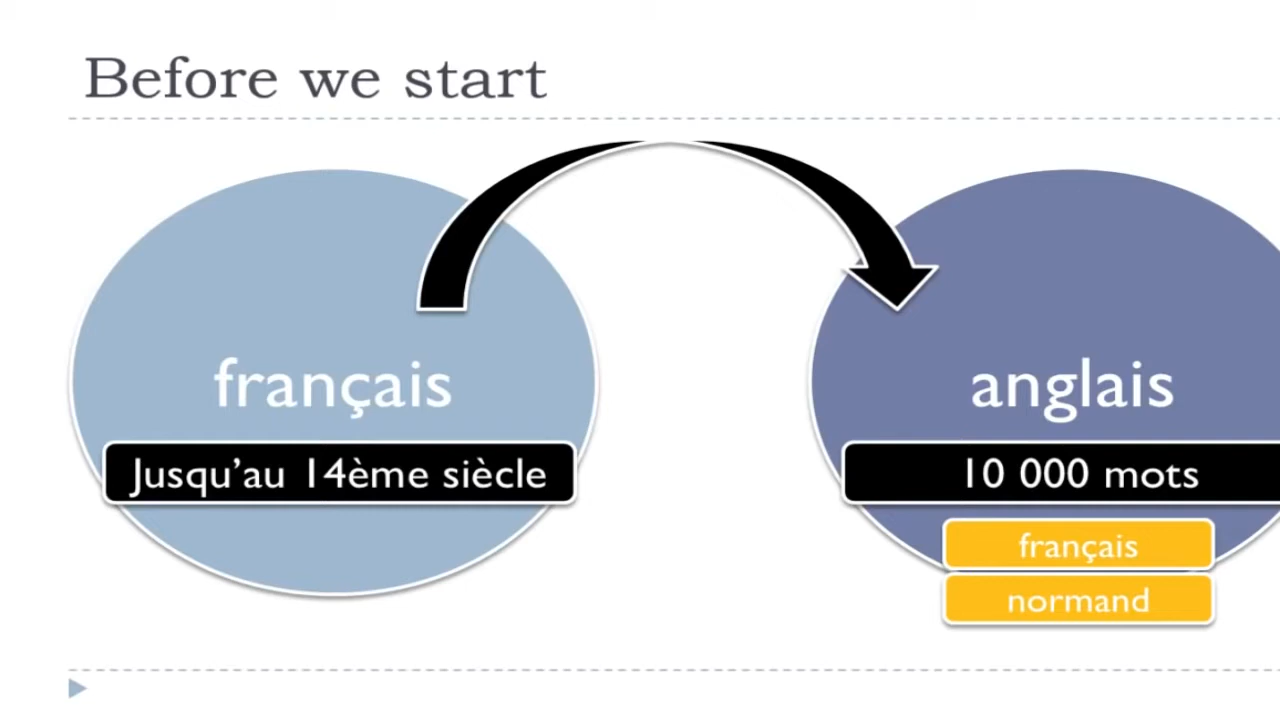 Before we start
français
anglais
Jusqu’au 14ème siècle
10 000 mots
français
normand